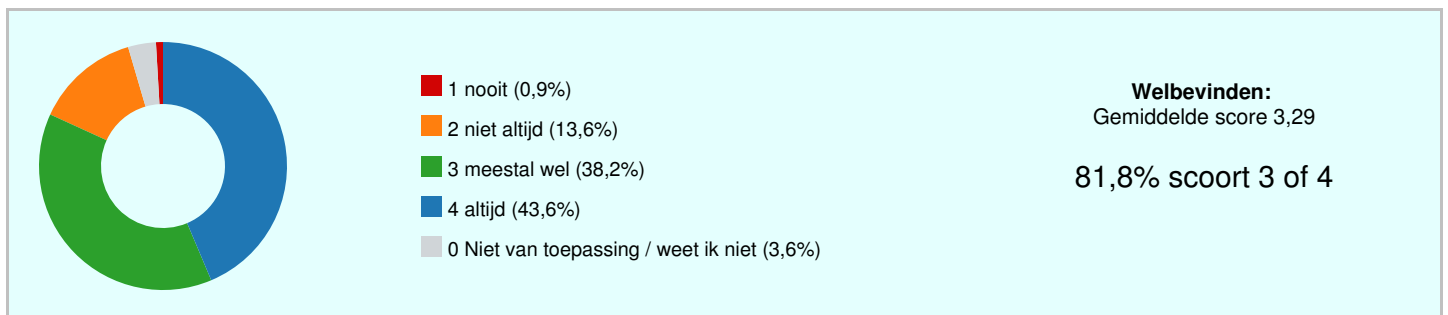 1 nooit (0,9%)
2 niet altijd (13,6%)
3 meestal wel (38,2%)
4 altijd (43,6%)
0 Niet van toepassing / weet ik niet (3,6%)
Welbevinden:
Gemiddelde score 3,29
81,8% scoort 3 of 4